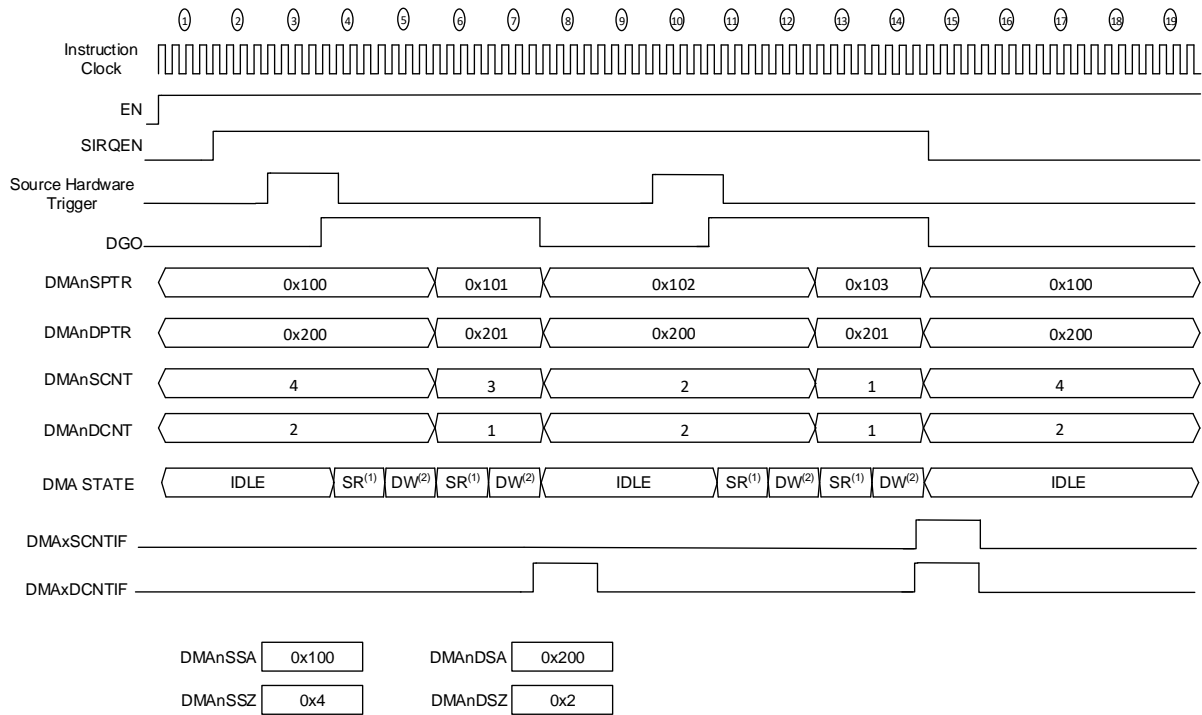 1 2 3 4 5 6 7 8 9 10 11 12 13 14 15 16 17 18 19
Instruction
Clock
EN
SIRQEN
Source Hardware
Trigger
DGO
DMAnSPTR 0x100 0x101 0x102 0x103 0x100
DMAnDPTR 0x200 0x201 0x200 0x201 0x200
DMAnSCNT 4 3 2 1 4
DMAnDCNT 2 1 2 1 2
DMA STATE IDLE SR(1) DW(2) SR(1) DW(2) IDLE SR(1) DW(2) SR(1) DW(2) IDLE
DMAxSCNTIF
DMAxDCNTIF
DMAnSSA 0x100 DMAnDSA 0x200
DMAnSSZ 0x4 DMAnDSZ 0x2